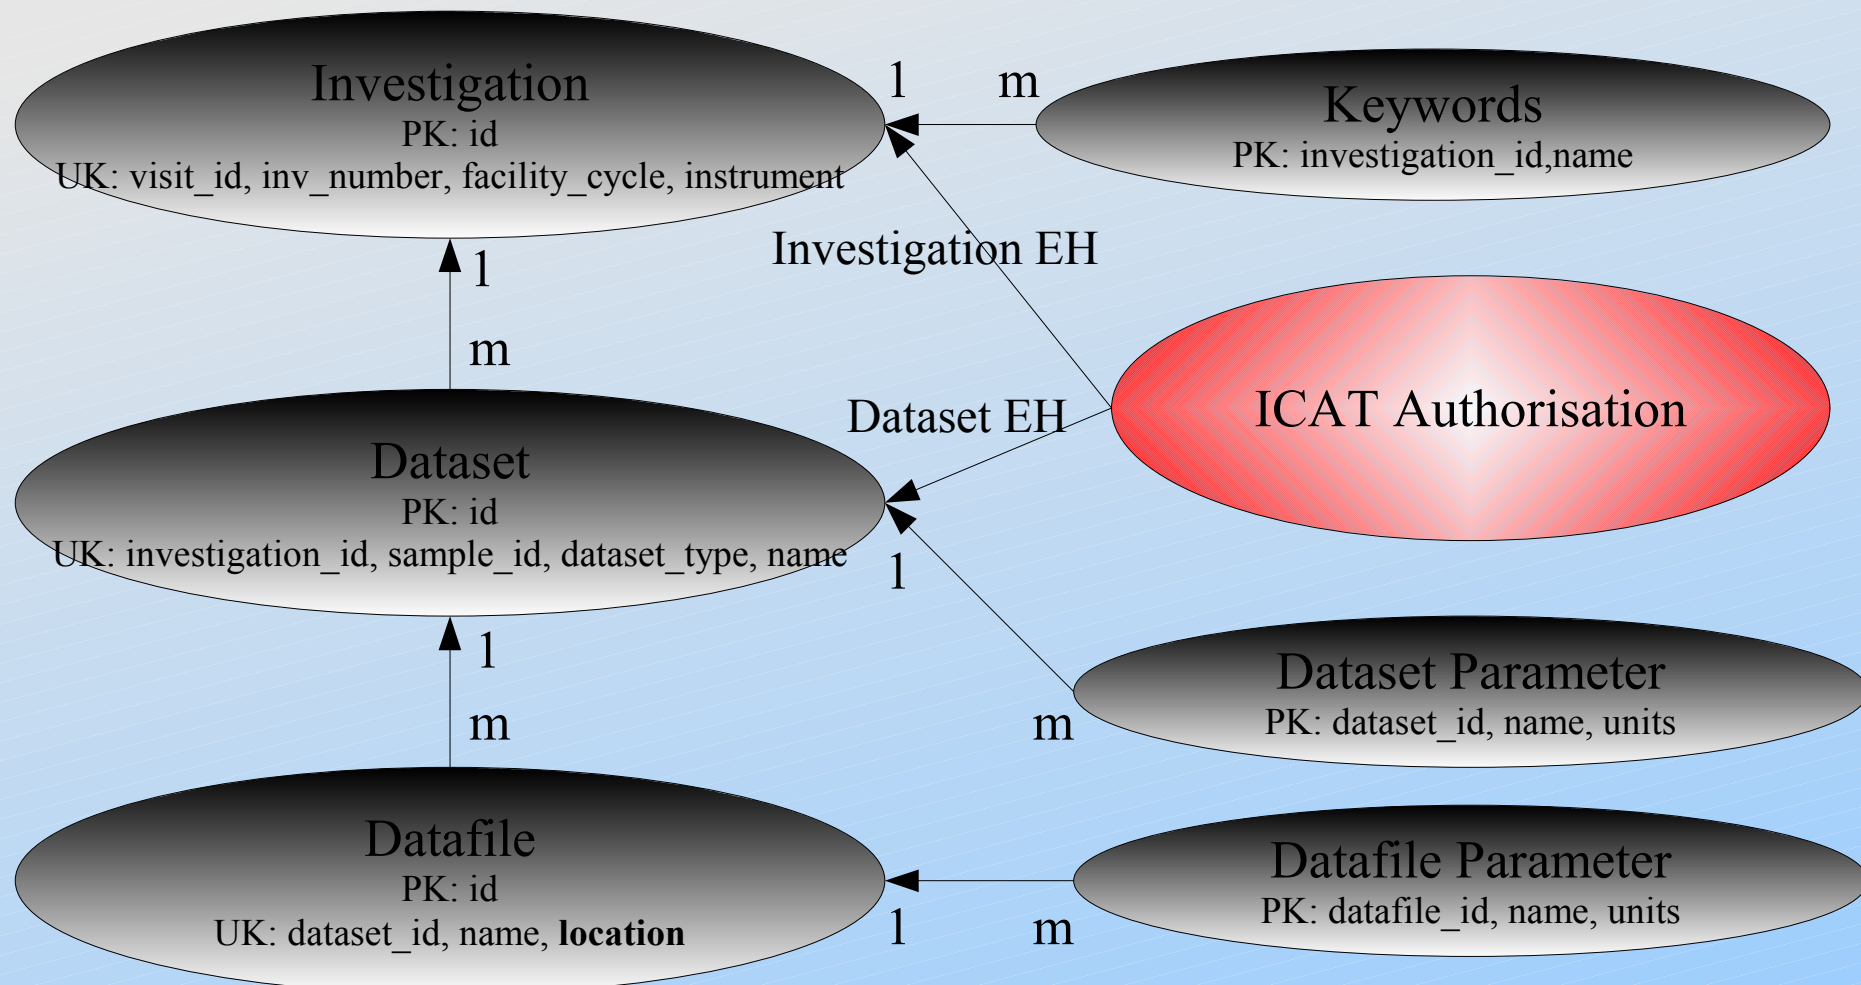 Investigation
PK: id
UK: visit_id, inv_number, facility_cycle, instrument
1 m
Keywords
PK: investigation_id,name
1
Investigation EH
m
ICAT Authorisation
Dataset EH
Dataset
PK: id
UK: investigation_id, sample_id, dataset_type, name
1
1
Dataset Parameter
PK: dataset_id, name, units
m
m
Datafile
PK: id
UK: dataset_id, name, location
1 m
Datafile Parameter
PK: datafile_id, name, units